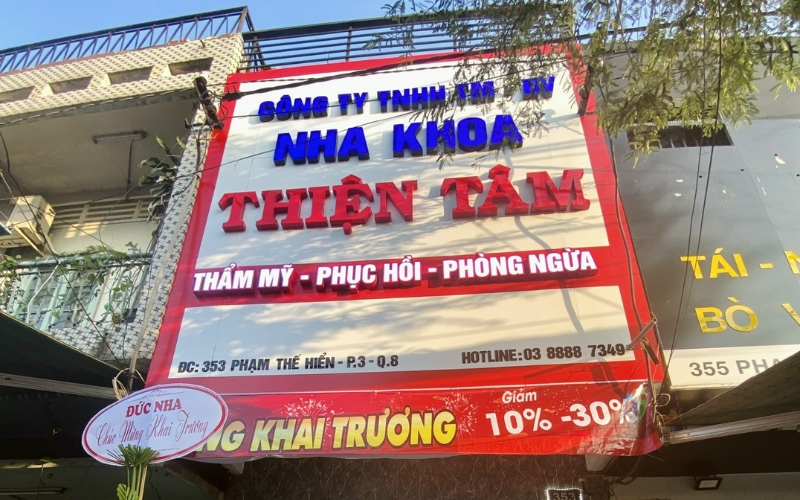 CÔNG TY TNHH TM - DV
NHA KHOA
THIỆN TÂM
THẨM MỸ - PHỤC HỒI - PHÒNG NGỪA
ĐC: 353 PHẠM THẾ HIỂN - P.3 - Q.8
HOTLINE: 03 8888 7349
ĐỨC NHA
Chúc Mừng Khai Trương
KHAI TRƯƠNG
Giảm
10% -30%
353
TÁI -
BÒ
355